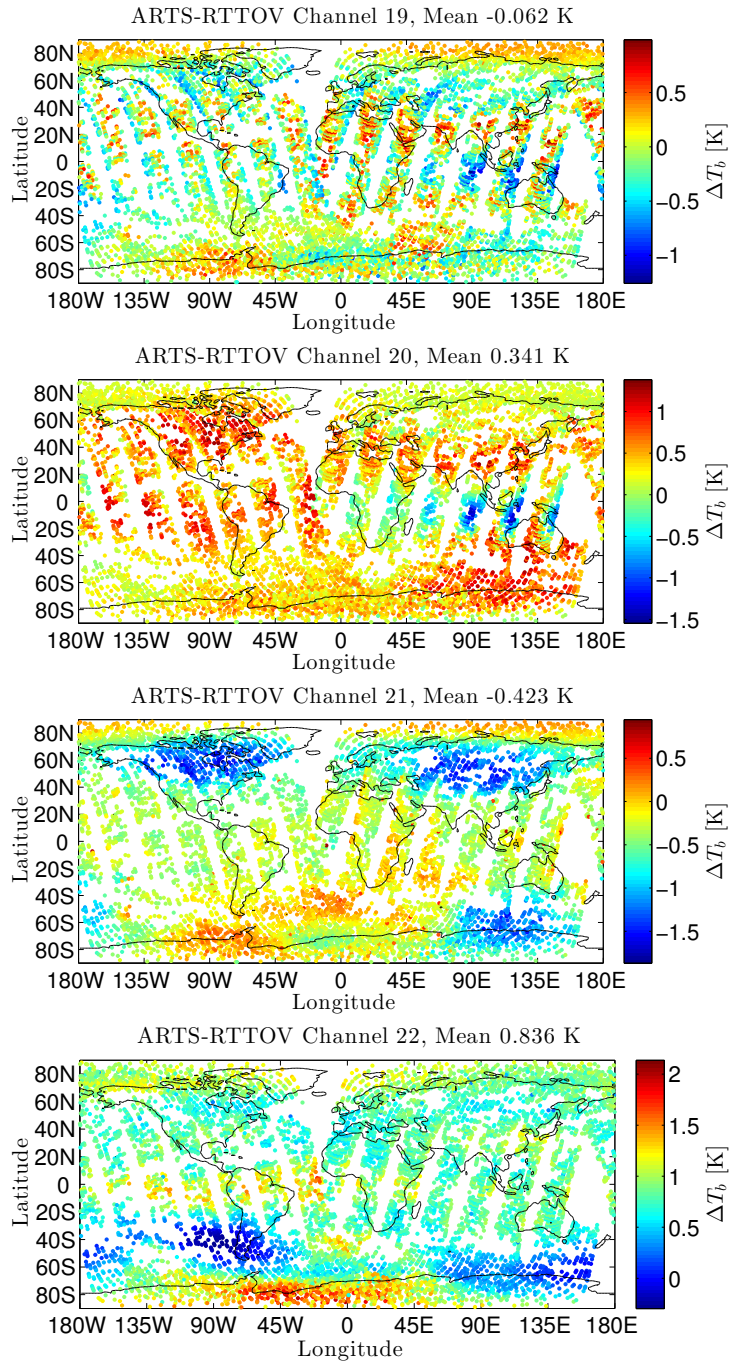 ARTS-RTTOV Channel 19, Mean -0.062 K
80N
60N
40N
20N
0
20S
40S
60S
80S
Latitude
180W 135W 90W 45W 0 45E 90E 135E 180E
Longitude
0.5
0
−0.5
−1
ΔT_b [K]
ARTS-RTTOV Channel 20, Mean 0.341 K
80N
60N
40N
20N
0
20S
40S
60S
80S
Latitude
180W 135W 90W 45W 0 45E 90E 135E 180E
Longitude
1
0.5
0
−0.5
−1
−1.5
ΔT_b [K]
ARTS-RTTOV Channel 21, Mean -0.423 K
80N
60N
40N
20N
0
20S
40S
60S
80S
Latitude
180W 135W 90W 45W 0 45E 90E 135E 180E
Longitude
0.5
0
−0.5
−1
−1.5
ΔT_b [K]
ARTS-RTTOV Channel 22, Mean 0.836 K
80N
60N
40N
20N
0
20S
40S
60S
80S
Latitude
180W 135W 90W 45W 0 45E 90E 135E 180E
Longitude
2
1.5
1
0.5
0
ΔT_b [K]